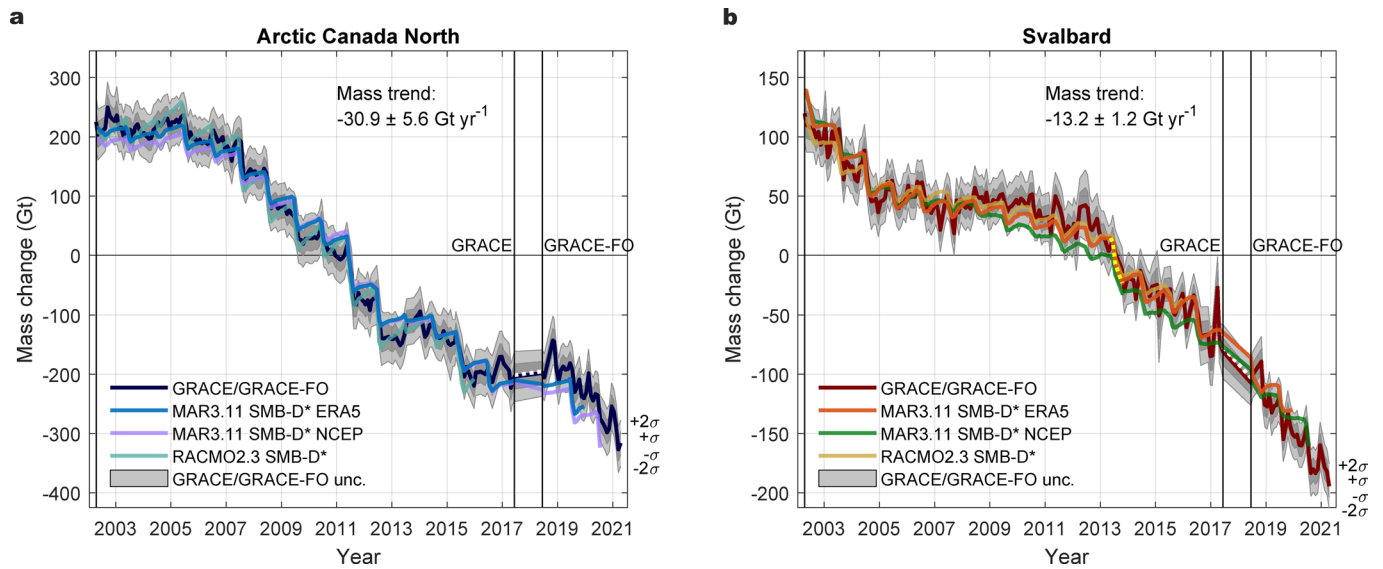 a
Arctic Canada North
300
200
100
0
-100
-200
-300
-400
Mass change (Gt)
Mass trend:
-30.9 ± 5.6 Gt yr-1
GRACE
GRACE-FO
GRACE/GRACE-FO
MAR3.11 SMB-D* ERA5
MAR3.11 SMB-D* NCEP
RACMO2.3 SMB-D*
GRACE/GRACE-FO unc.
+2σ
+σ
-σ
-2σ
2003 2005 2007 2009 2011 2013 2015 2017 2019 2021
Year
b
Svalbard
150
100
50
0
-50
-100
-150
-200
Mass change (Gt)
Mass trend:
-13.2 ± 1.2 Gt yr-1
GRACE
GRACE-FO
GRACE/GRACE-FO
MAR3.11 SMB-D* ERA5
MAR3.11 SMB-D* NCEP
RACMO2.3 SMB-D*
GRACE/GRACE-FO unc.
+2σ
+σ
-σ
-2σ
2003 2005 2007 2009 2011 2013 2015 2017 2019 2021
Year